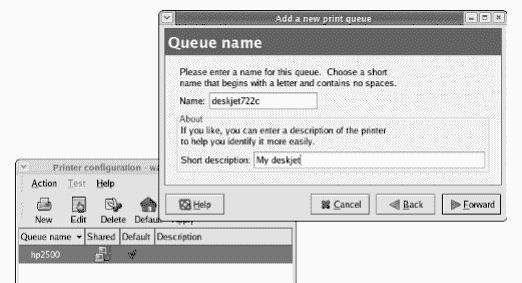 Add a new print queue
Queue name
Please enter a name for this queue. Choose a short
name that begins with a letter and contains no spaces.
Name: deskjet722c
About
If you like, you can enter a description of the printer
to help you identify it more easily.
Short description: My deskjet
Help Cancel Back Forward
Printer configuration -
Action Test Help
New Edit Delete Default Apply
Queue name Shared Default Description
hp2500